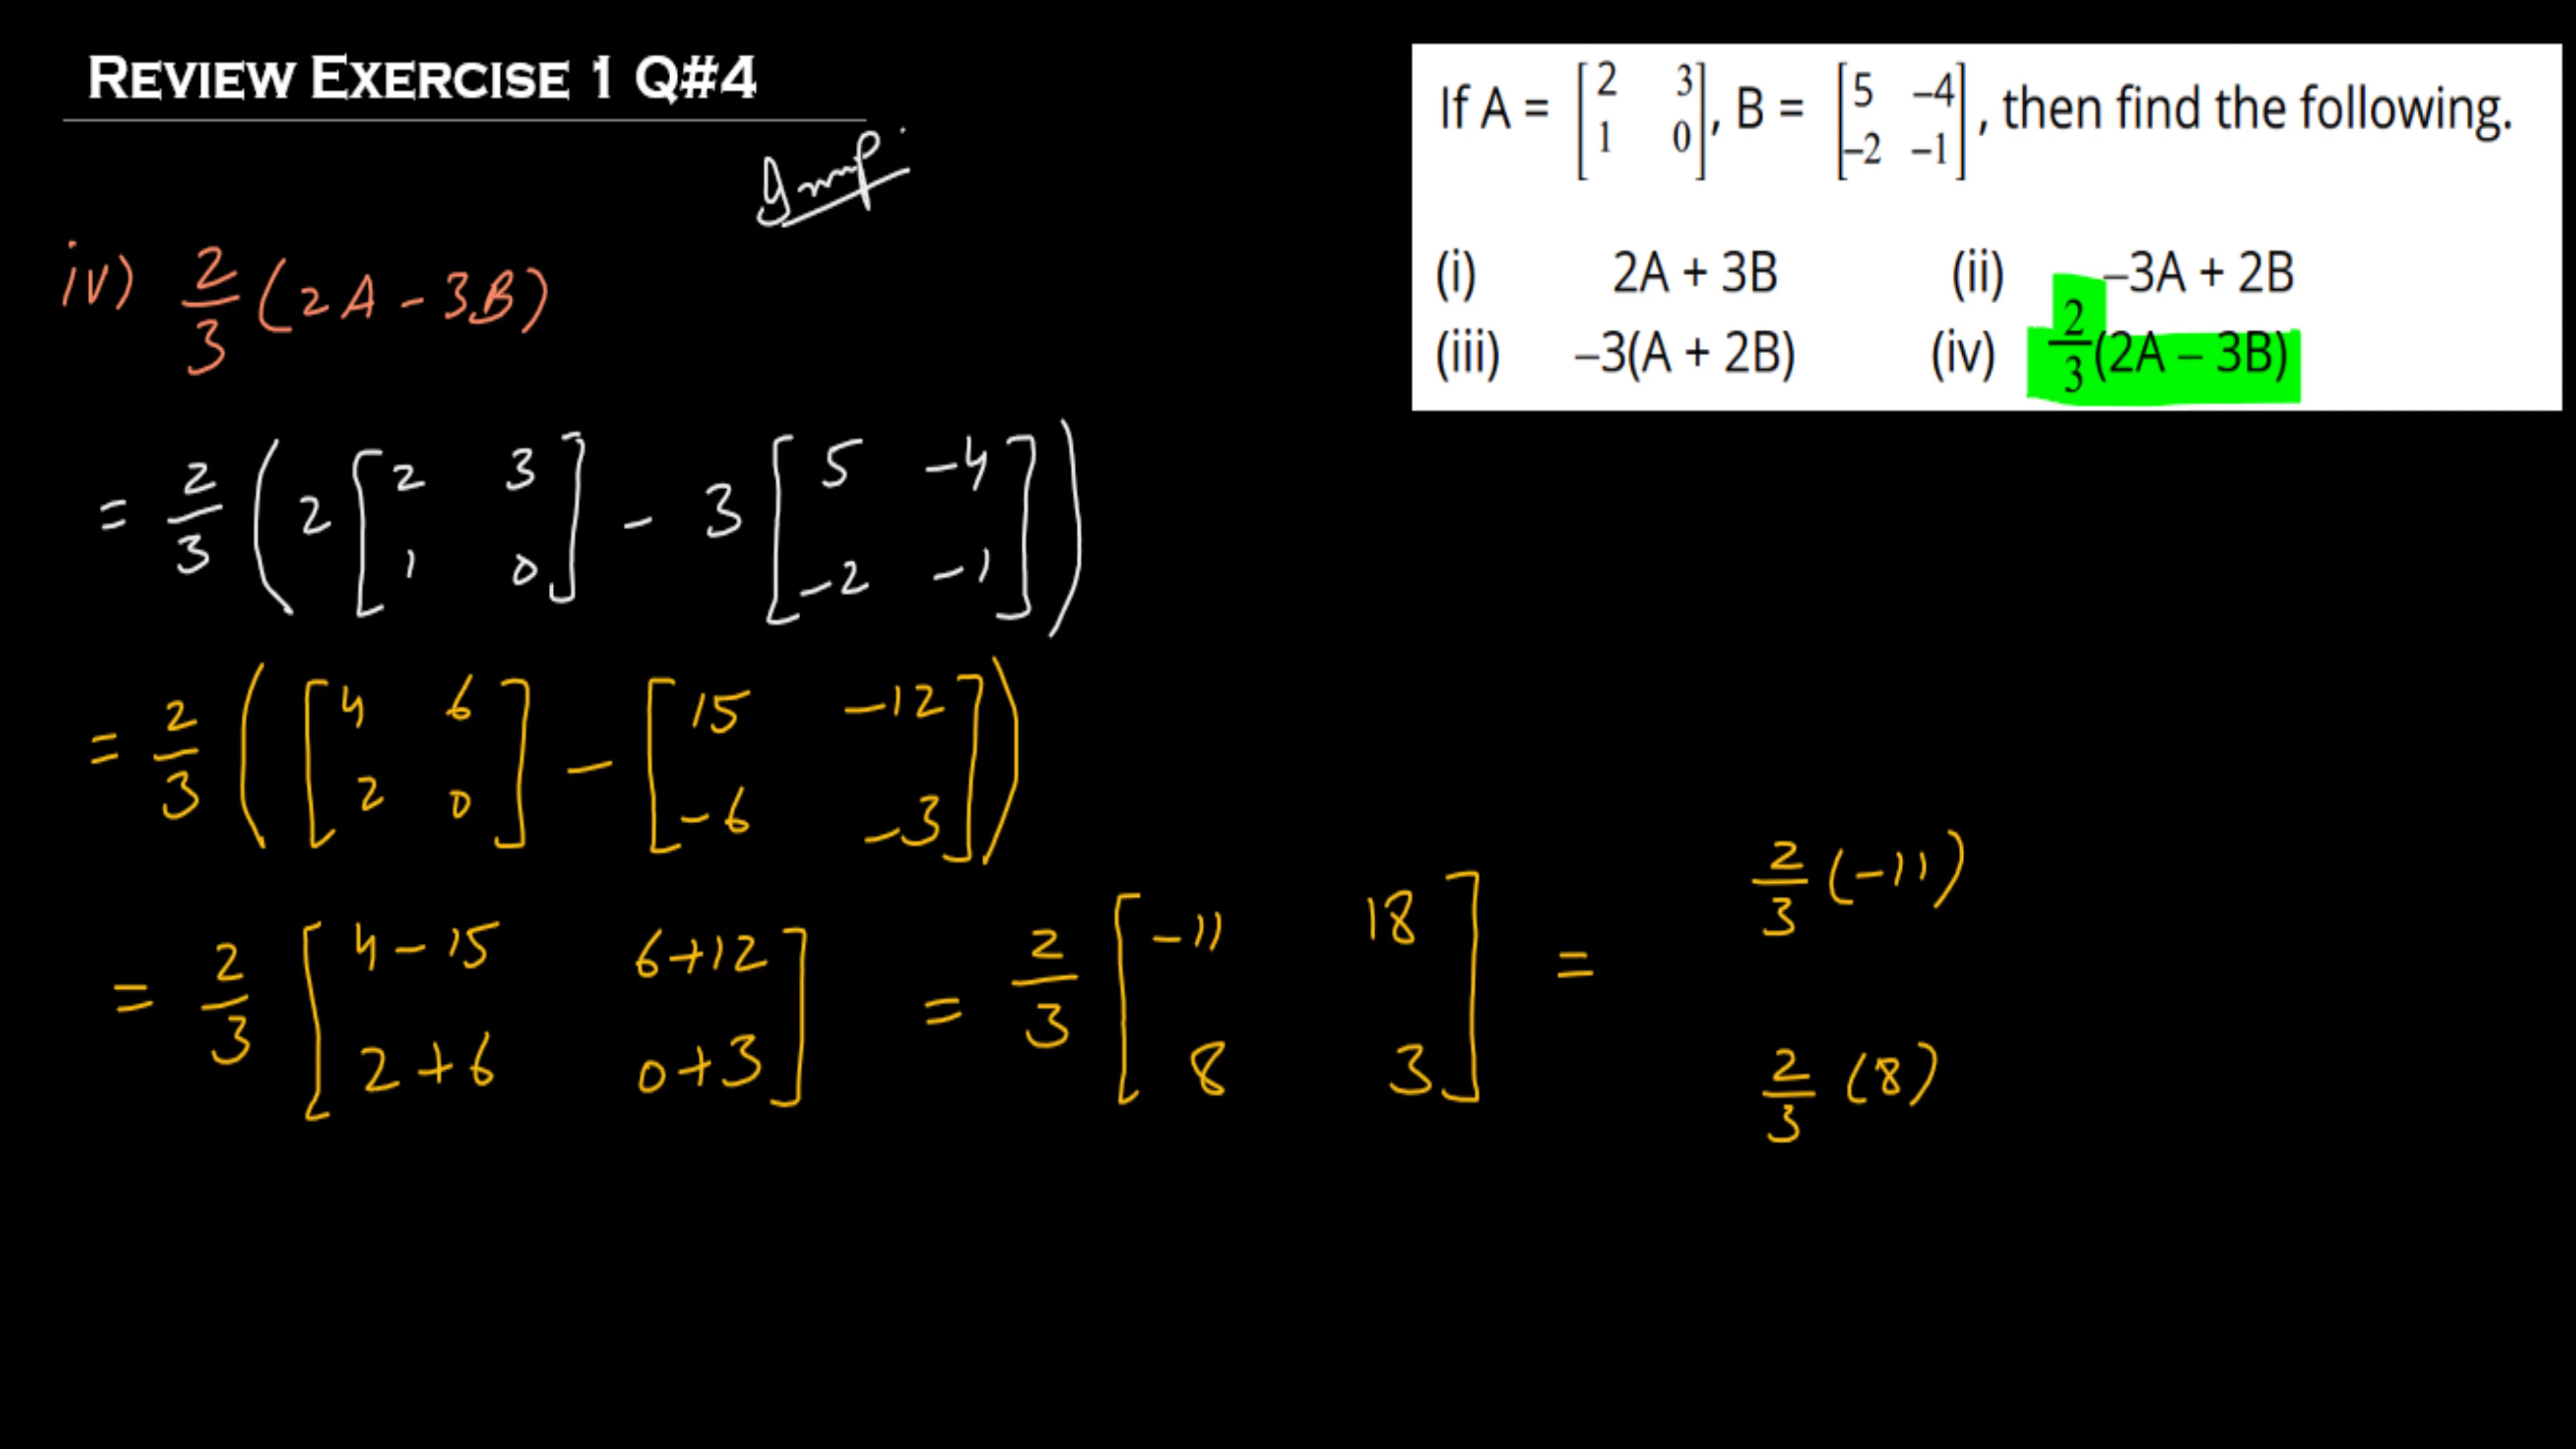 REVIEW EXERCISE 1 Q#4
Imp.
If A = [2 3; 1 0], B = [5 –4; –2 –1], then find the following.
(i) 2A + 3B (ii) –3A + 2B
(iii) –3(A + 2B) (iv) 2/3(2A – 3B)
iv) 2/3 (2A - 3B)
= 2/3 (2 [2 3; 1 0] - 3 [5 -4; -2 -1])
= 2/3 ([4 6; 2 0] - [15 -12; -6 -3])
= 2/3 [4-15 6+12; 2+6 0+3] = 2/3 [-11 18; 8 3] = 2/3 (-11) 2/3 (8)